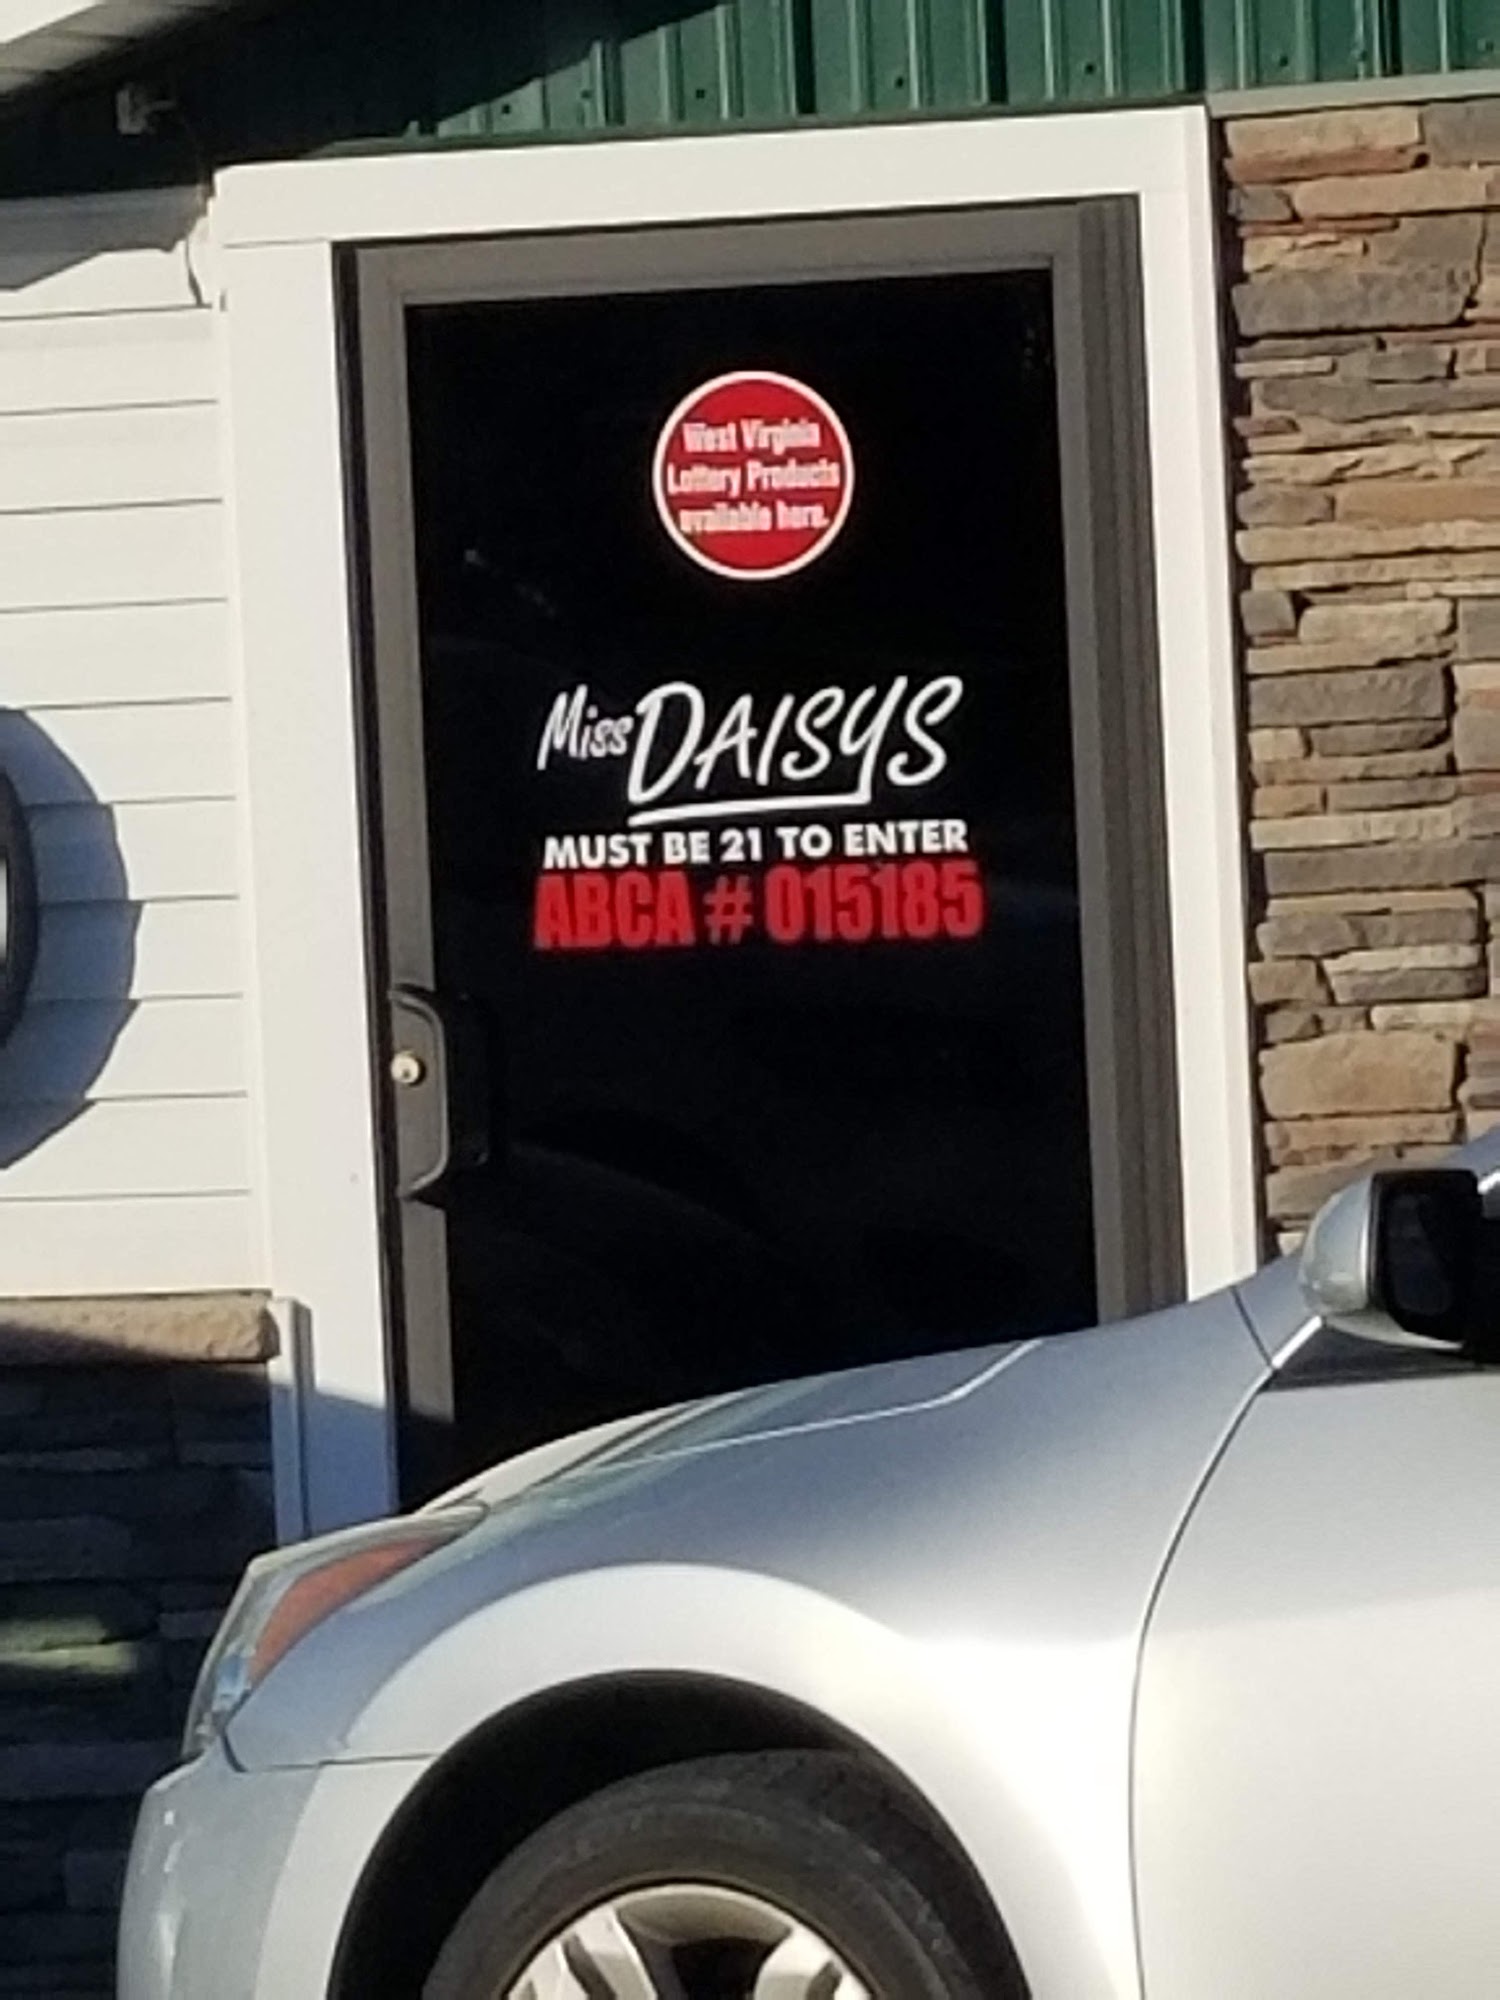 West Virginia
Lottery Products
available here.
Miss DAISYS
MUST BE 21 TO ENTER
ABCA # 015185